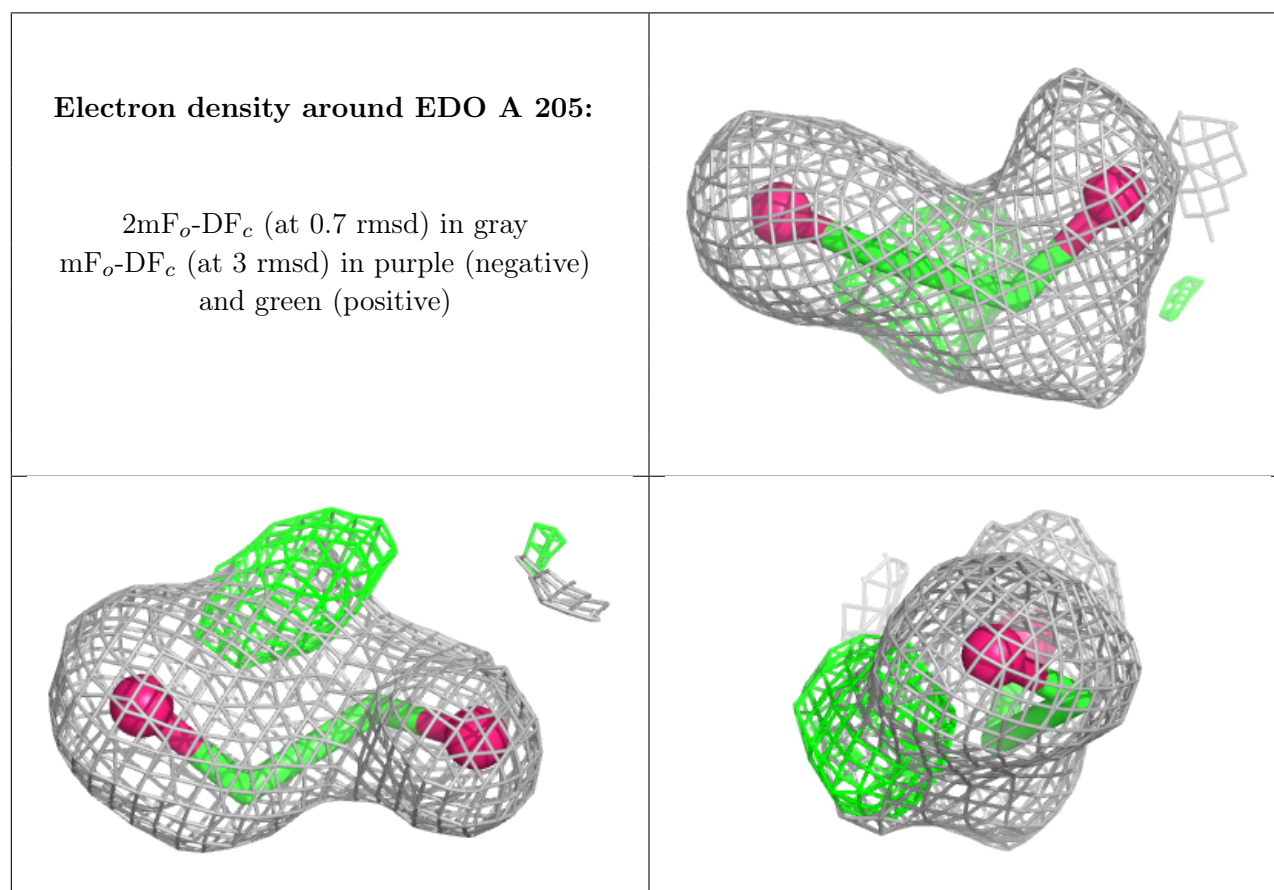 Electron density around EDO A 205:
2mFo-DFc (at 0.7 rmsd) in gray
mFo-DFc (at 3 rmsd) in purple (negative)
and green (positive)